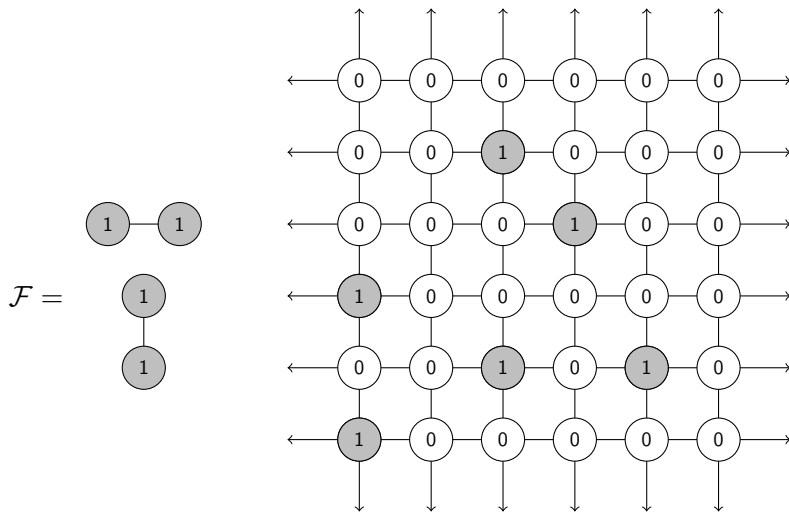 0 0 0 0 0 0
0 0 1 0 0 0
1 1
0 0 0 1 0 0
F =
1
1
1 0 0 0 0 0
0 0 1 0 1 0
1 0 0 0 0 0